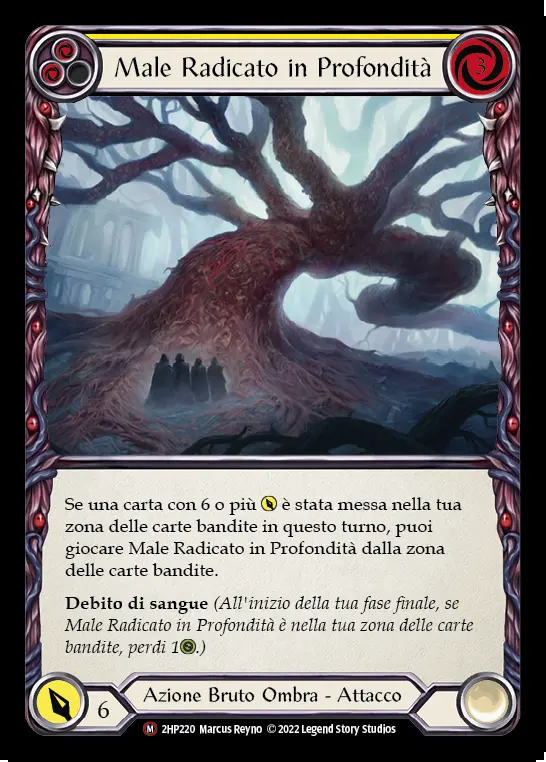 Male Radicato in Profondità
3
Se una carta con 6 o più è stata messa nella tua
zona delle carte bandite in questo turno, puoi
giocare Male Radicato in Profondità dalla zona
delle carte bandite.
Debito di sangue (All'inizio della tua fase finale, se
Male Radicato in Profondità è nella tua zona delle carte
bandite, perdi 1.)
6
Azione Bruto Ombra - Attacco
M 2HP220 Marcus Reyno © 2022 Legend Story Studios